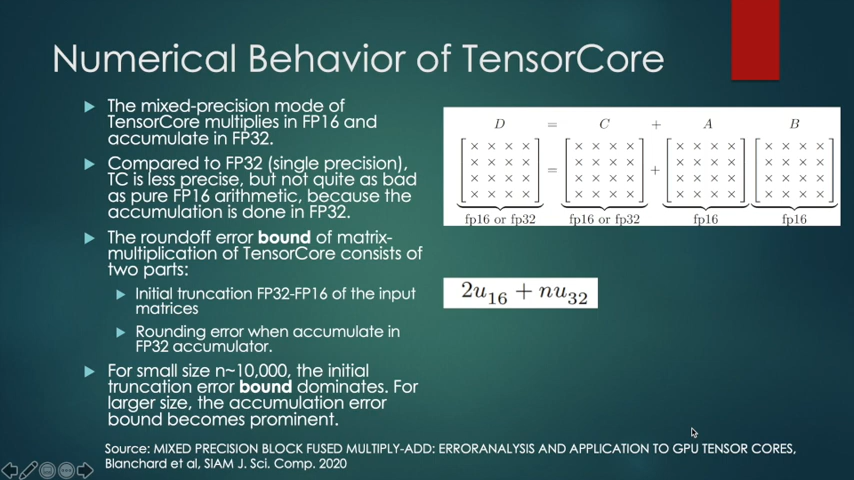 Numerical Behavior of TensorCore
The mixed-precision mode of
TensorCore multiplies in FP16 and
accumulate in FP32.
Compared to FP32 (single precision),
TC is less precise, but not quite as bad
as pure FP16 arithmetic, because the
accumulation is done in FP32.
The roundoff error bound of matrix-
multiplication of TensorCore consists of
two parts:
Initial truncation FP32-FP16 of the input
matrices
Rounding error when accumulate in
FP32 accumulator.
For small size n~10,000, the initial
truncation error bound dominates. For
larger size, the accumulation error
bound becomes prominent.
D = C + A B
× × × × × × × × × × × × × × × ×
× × × × = × × × × + × × × × × × × ×
× × × × × × × × × × × × × × × ×
× × × × × × × × × × × × × × × ×
fp16 or fp32 fp16 or fp32 fp16 fp16
2u₁₆ + nu₃₂
Source: MIXED PRECISION BLOCK FUSED MULTIPLY-ADD: ERRORANALYSIS AND APPLICATION TO GPU TENSOR CORES,
Blanchard et al, SIAM J. Sci. Comp. 2020